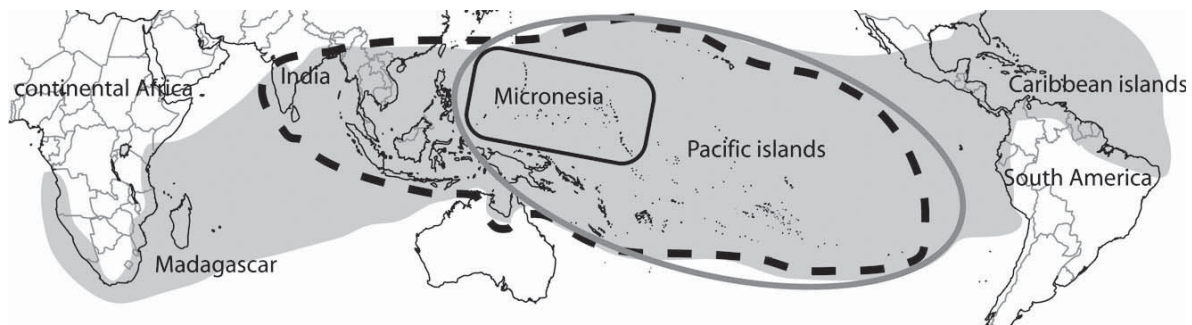 India
continental Africa
Micronesia
Caribbean islands
Pacific islands
South America
Madagascar